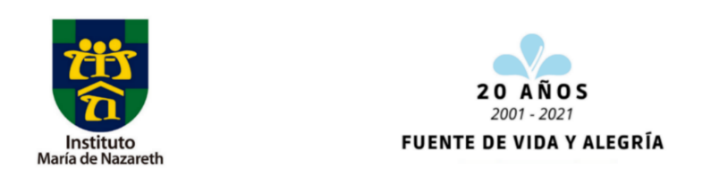 Instituto
María de Nazareth
20 AÑOS
2001 - 2021
FUENTE DE VIDA Y ALEGRÍA